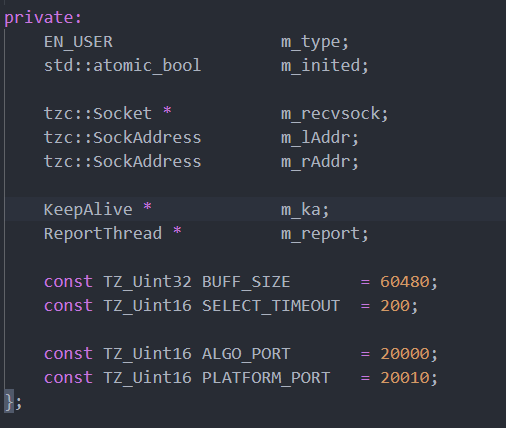 private:
    EN_USER                 m_type;
    std::atomic_bool        m_inited;

    tzc::Socket *           m_recvsock;
    tzc::SockAddress        m_lAddr;
    tzc::SockAddress        m_rAddr;

    KeepAlive *             m_ka;
    ReportThread *          m_report;

    const TZ_Uint32 BUFF_SIZE       = 60480;
    const TZ_Uint16 SELECT_TIMEOUT  = 200;

    const TZ_Uint16 ALGO_PORT       = 20000;
    const TZ_Uint16 PLATFORM_PORT   = 20010;
};